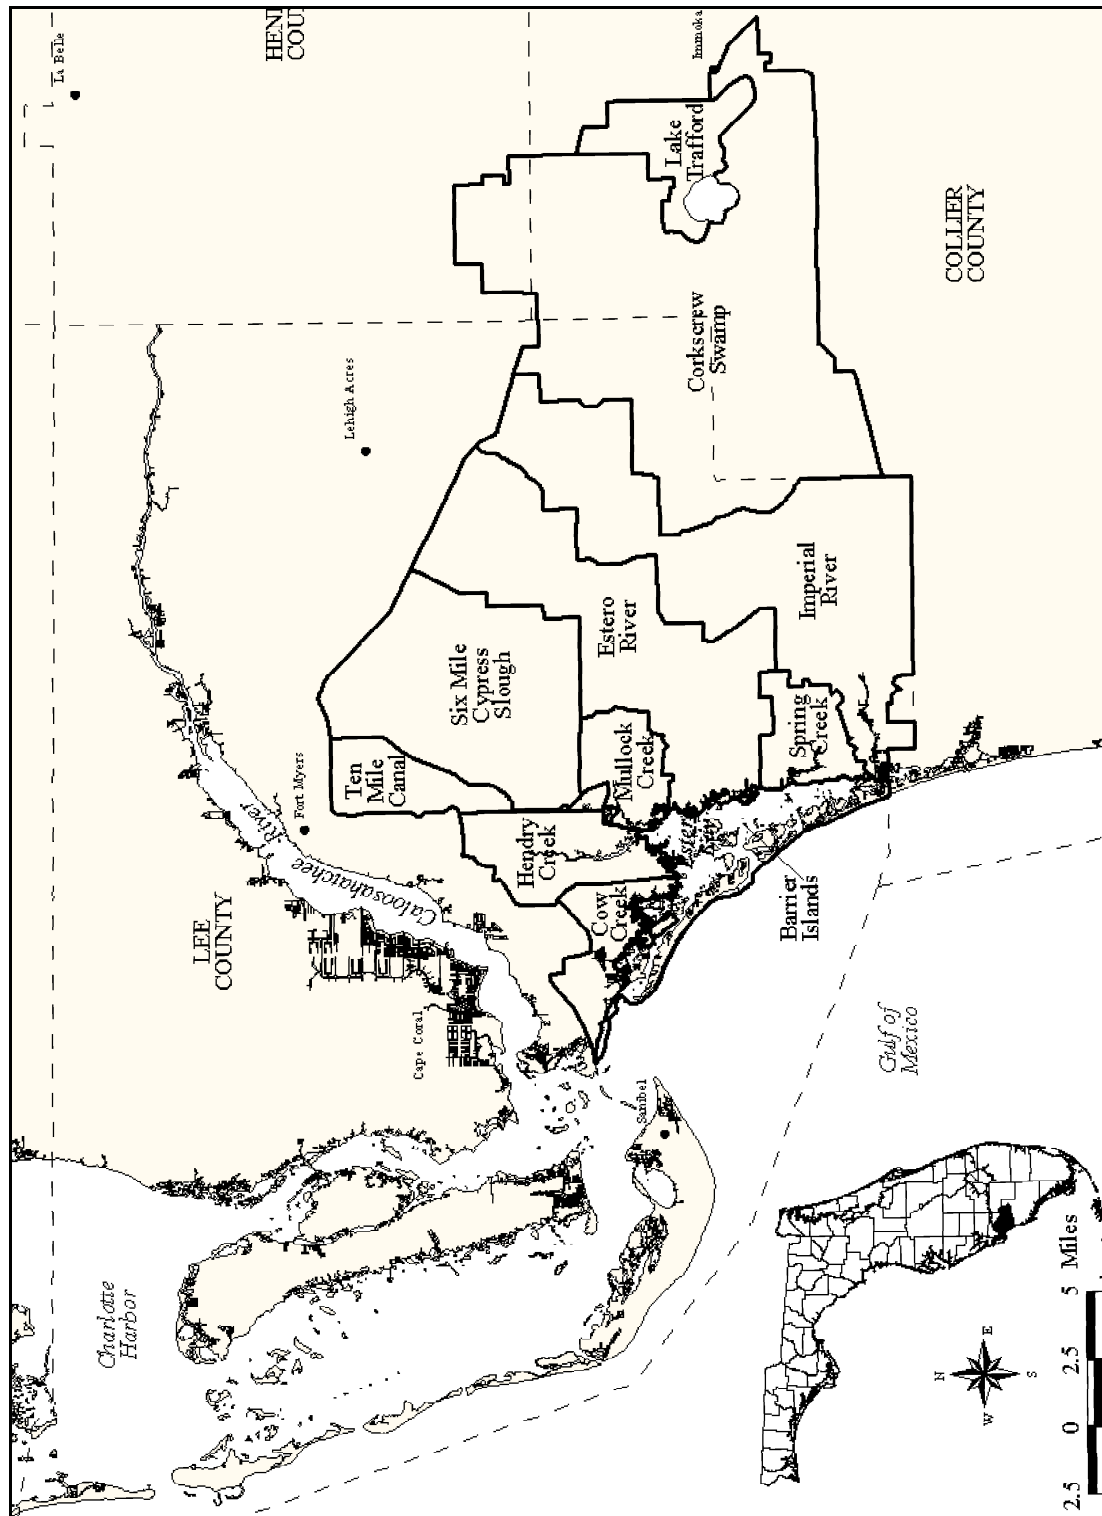 La Belle
HEN
COU
Immoka
Lake
Trafford
COLLIER
COUNTY
Corkscrew
Swamp
Lehigh Acres
Imperial
River
Estero
River
Six Mile
Cypress
Slough
Spring
Creek
Mullock
Creek
Ten
Mile
Canal
Fort Myers
Hendry
Creek
Caloosahatchee
River
Cow
Creek
Barrier
Islands
LEE
COUNTY
Cape Coral
Gulf of
Mexico
Sanibel
Charlotte
Harbor
N
E
S
W
2.5
0
2.5
5
Miles